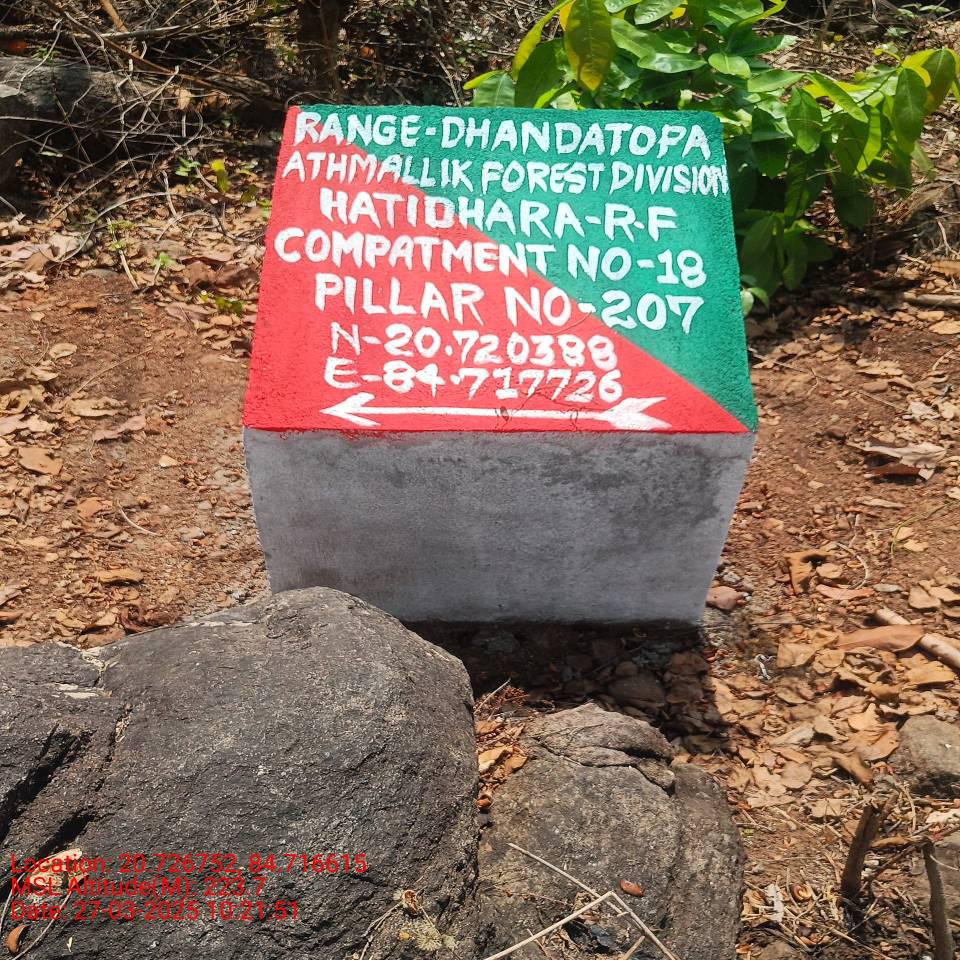 RANGE-DHANDATOPA
ATHMALLIK FOREST DIVISION
HATIDHARA-R.F
COMPATMENT NO-18
PILLAR NO-207
N-20.720388
E-84.717726
Location: 20.726752, 84.716615
MSL Altitude(M): 223.7
Date: 27-03-2025 10:21:51